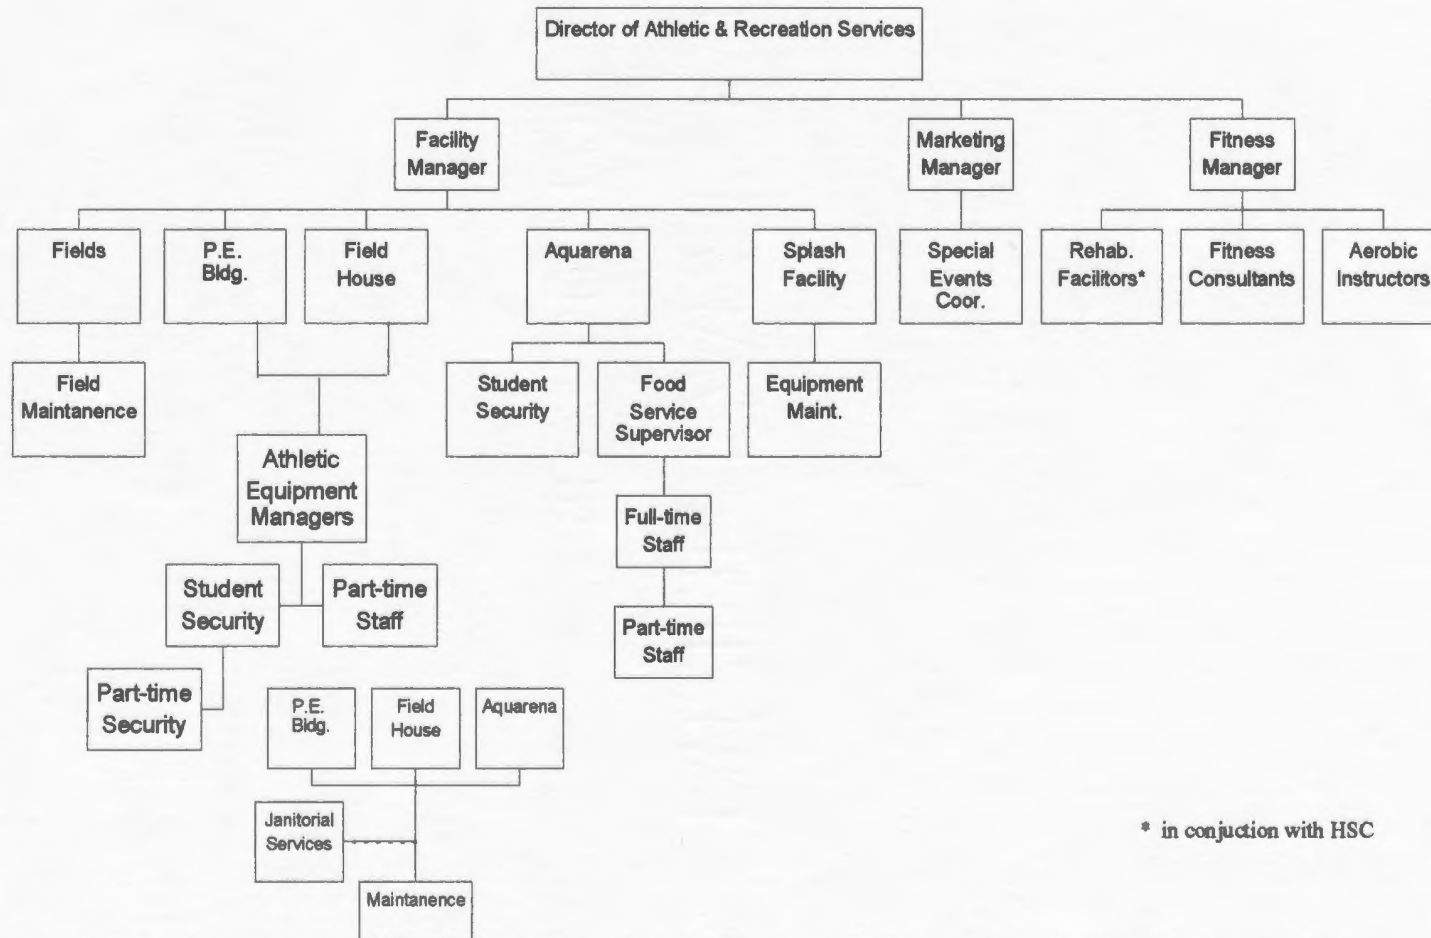 Director of Athletic & Recreation Services
Facility
Manager
Marketing
Manager
Fitness
Manager
Fields
P.E.
Bldg.
Field
House
Aquarena
Splash
Facility
Special
Events
Coor.
Rehab.
Facilitors*
Fitness
Consultants
Aerobic
Instructors
Field
Maintanence
Student
Security
Food
Service
Supervisor
Equipment
Maint.
Athletic
Equipment
Managers
Full-time
Staff
Student
Security
Part-time
Staff
Part-time
Staff
Part-time
Security
P.E.
Bldg.
Field
House
Aquarena
Janitorial
Services
* in conjuction with HSC
Maintanence